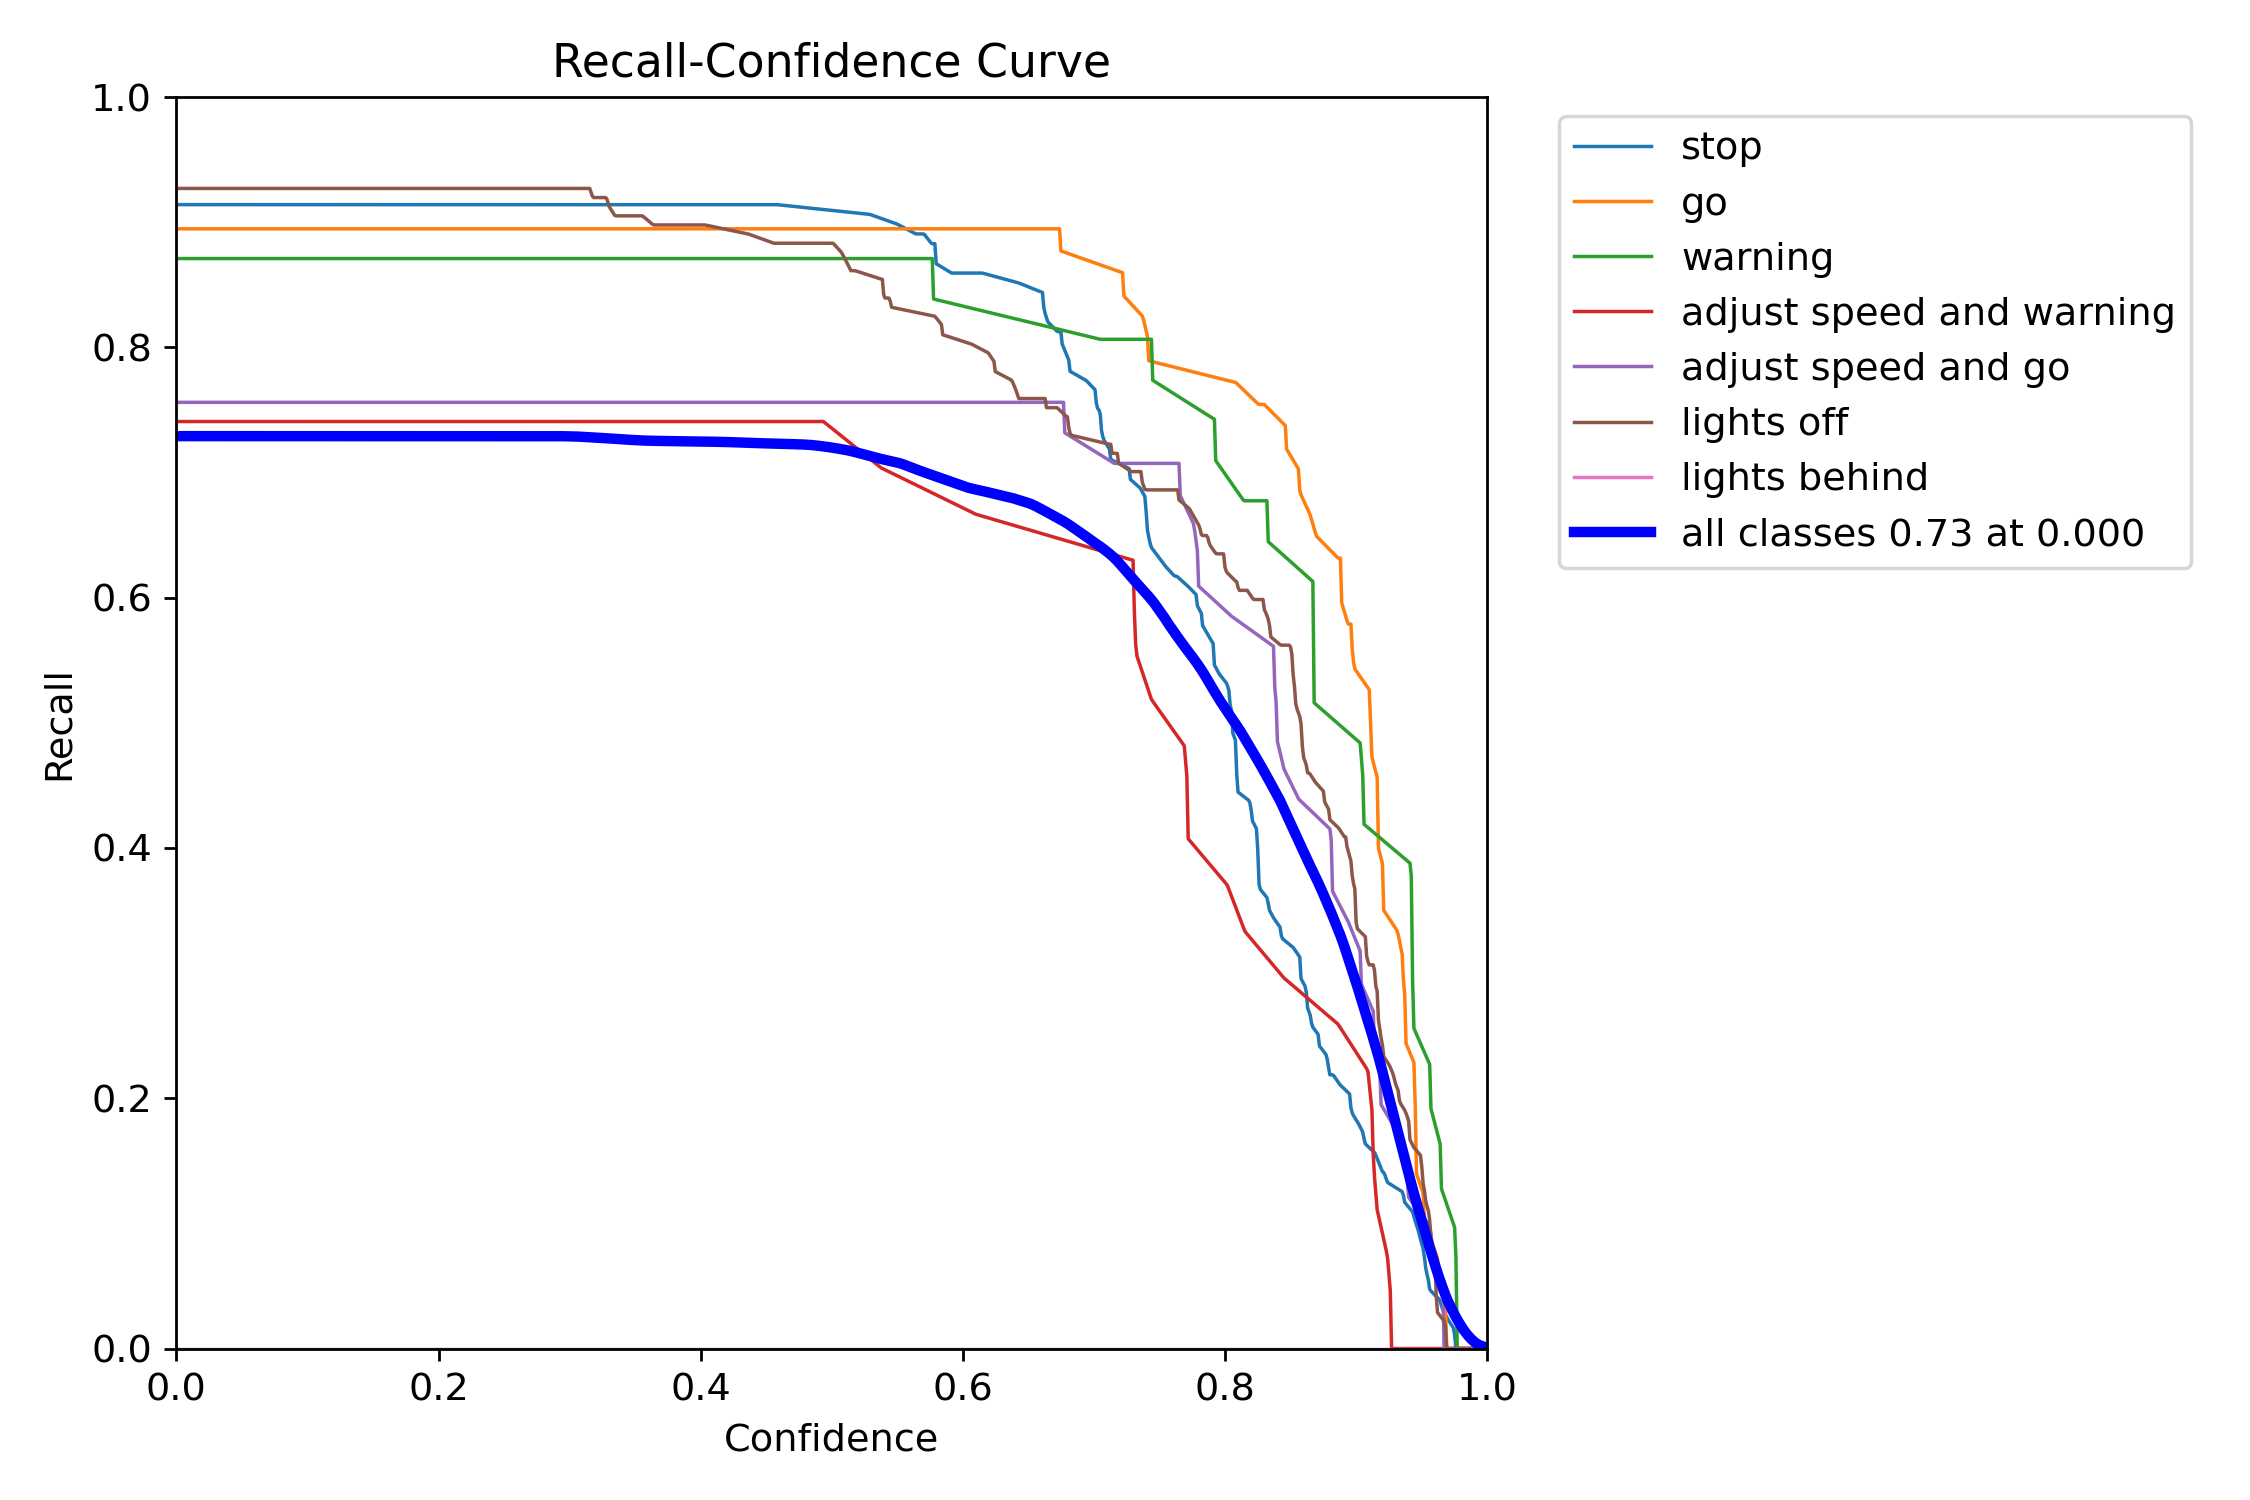 Recall-Confidence Curve
1.0
0.8
0.6
0.4
0.2
0.0
Recall
0.0 0.2 0.4 0.6 0.8 1.0
Confidence
stop
go
warning
adjust speed and warning
adjust speed and go
lights off
lights behind
all classes 0.73 at 0.000